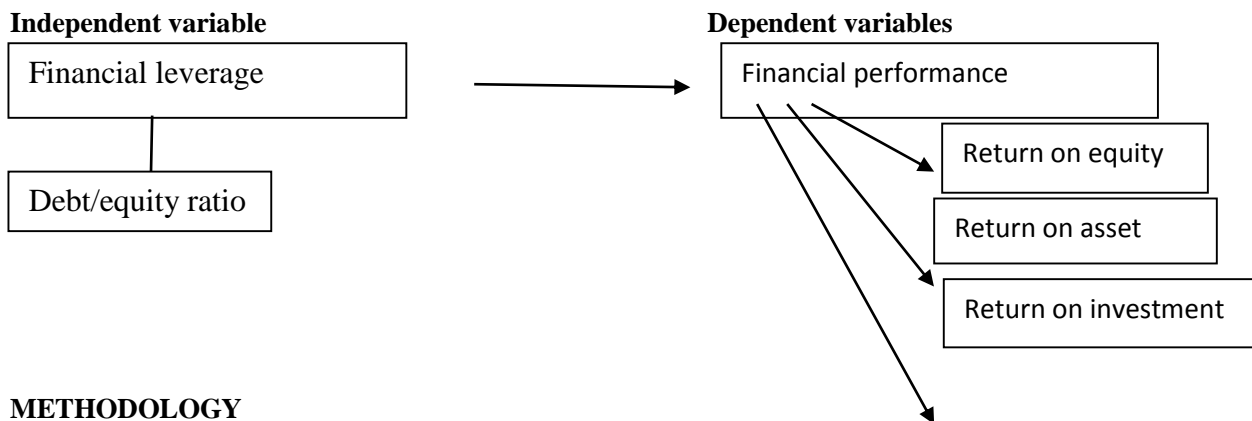 Independent variable
Dependent variables
Financial leverage
Financial performance
Debt/equity ratio
Return on equity
Return on asset
Return on investment
METHODOLOGY